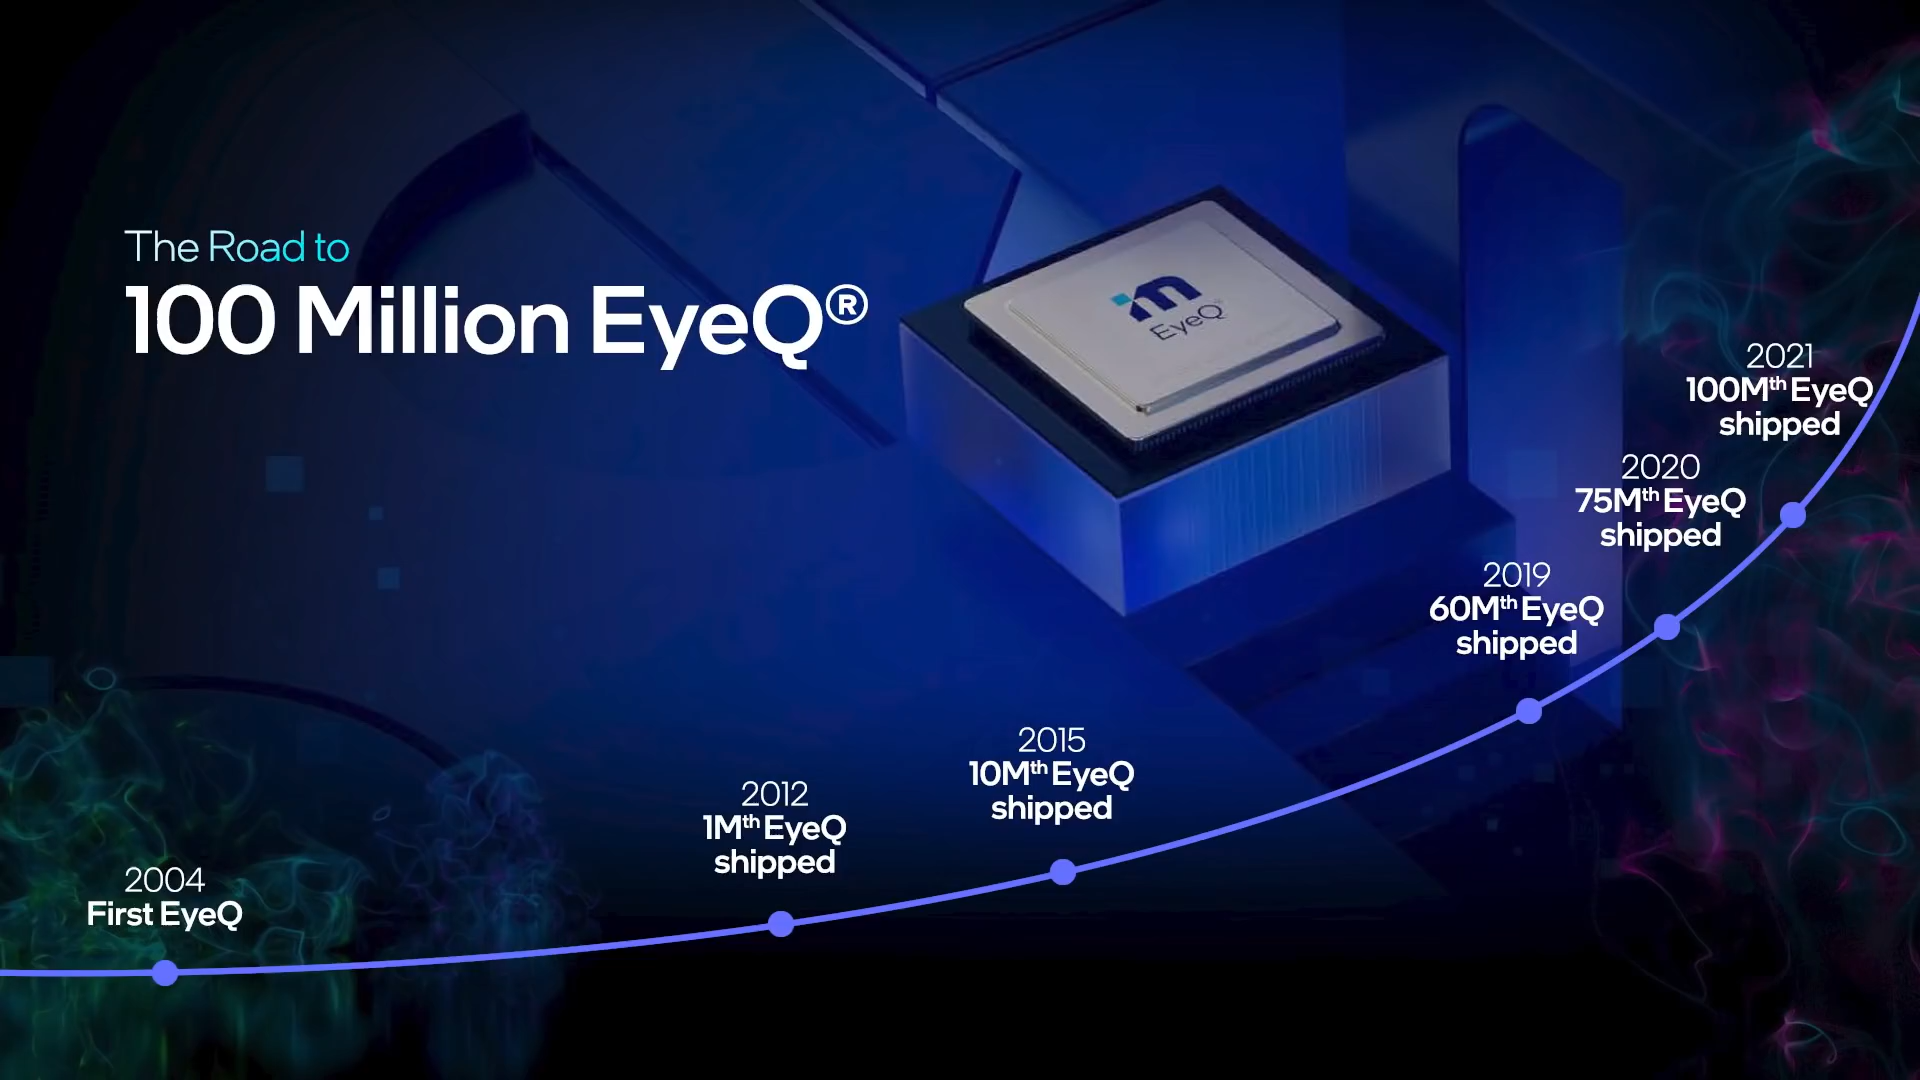 The Road to
100 Million EyeQ®
m
EyeQ®
2021
100Mth EyeQ
shipped
2020
75Mth EyeQ
shipped
2019
60Mth EyeQ
shipped
2015
10Mth EyeQ
shipped
2012
1Mth EyeQ
shipped
2004
First EyeQ